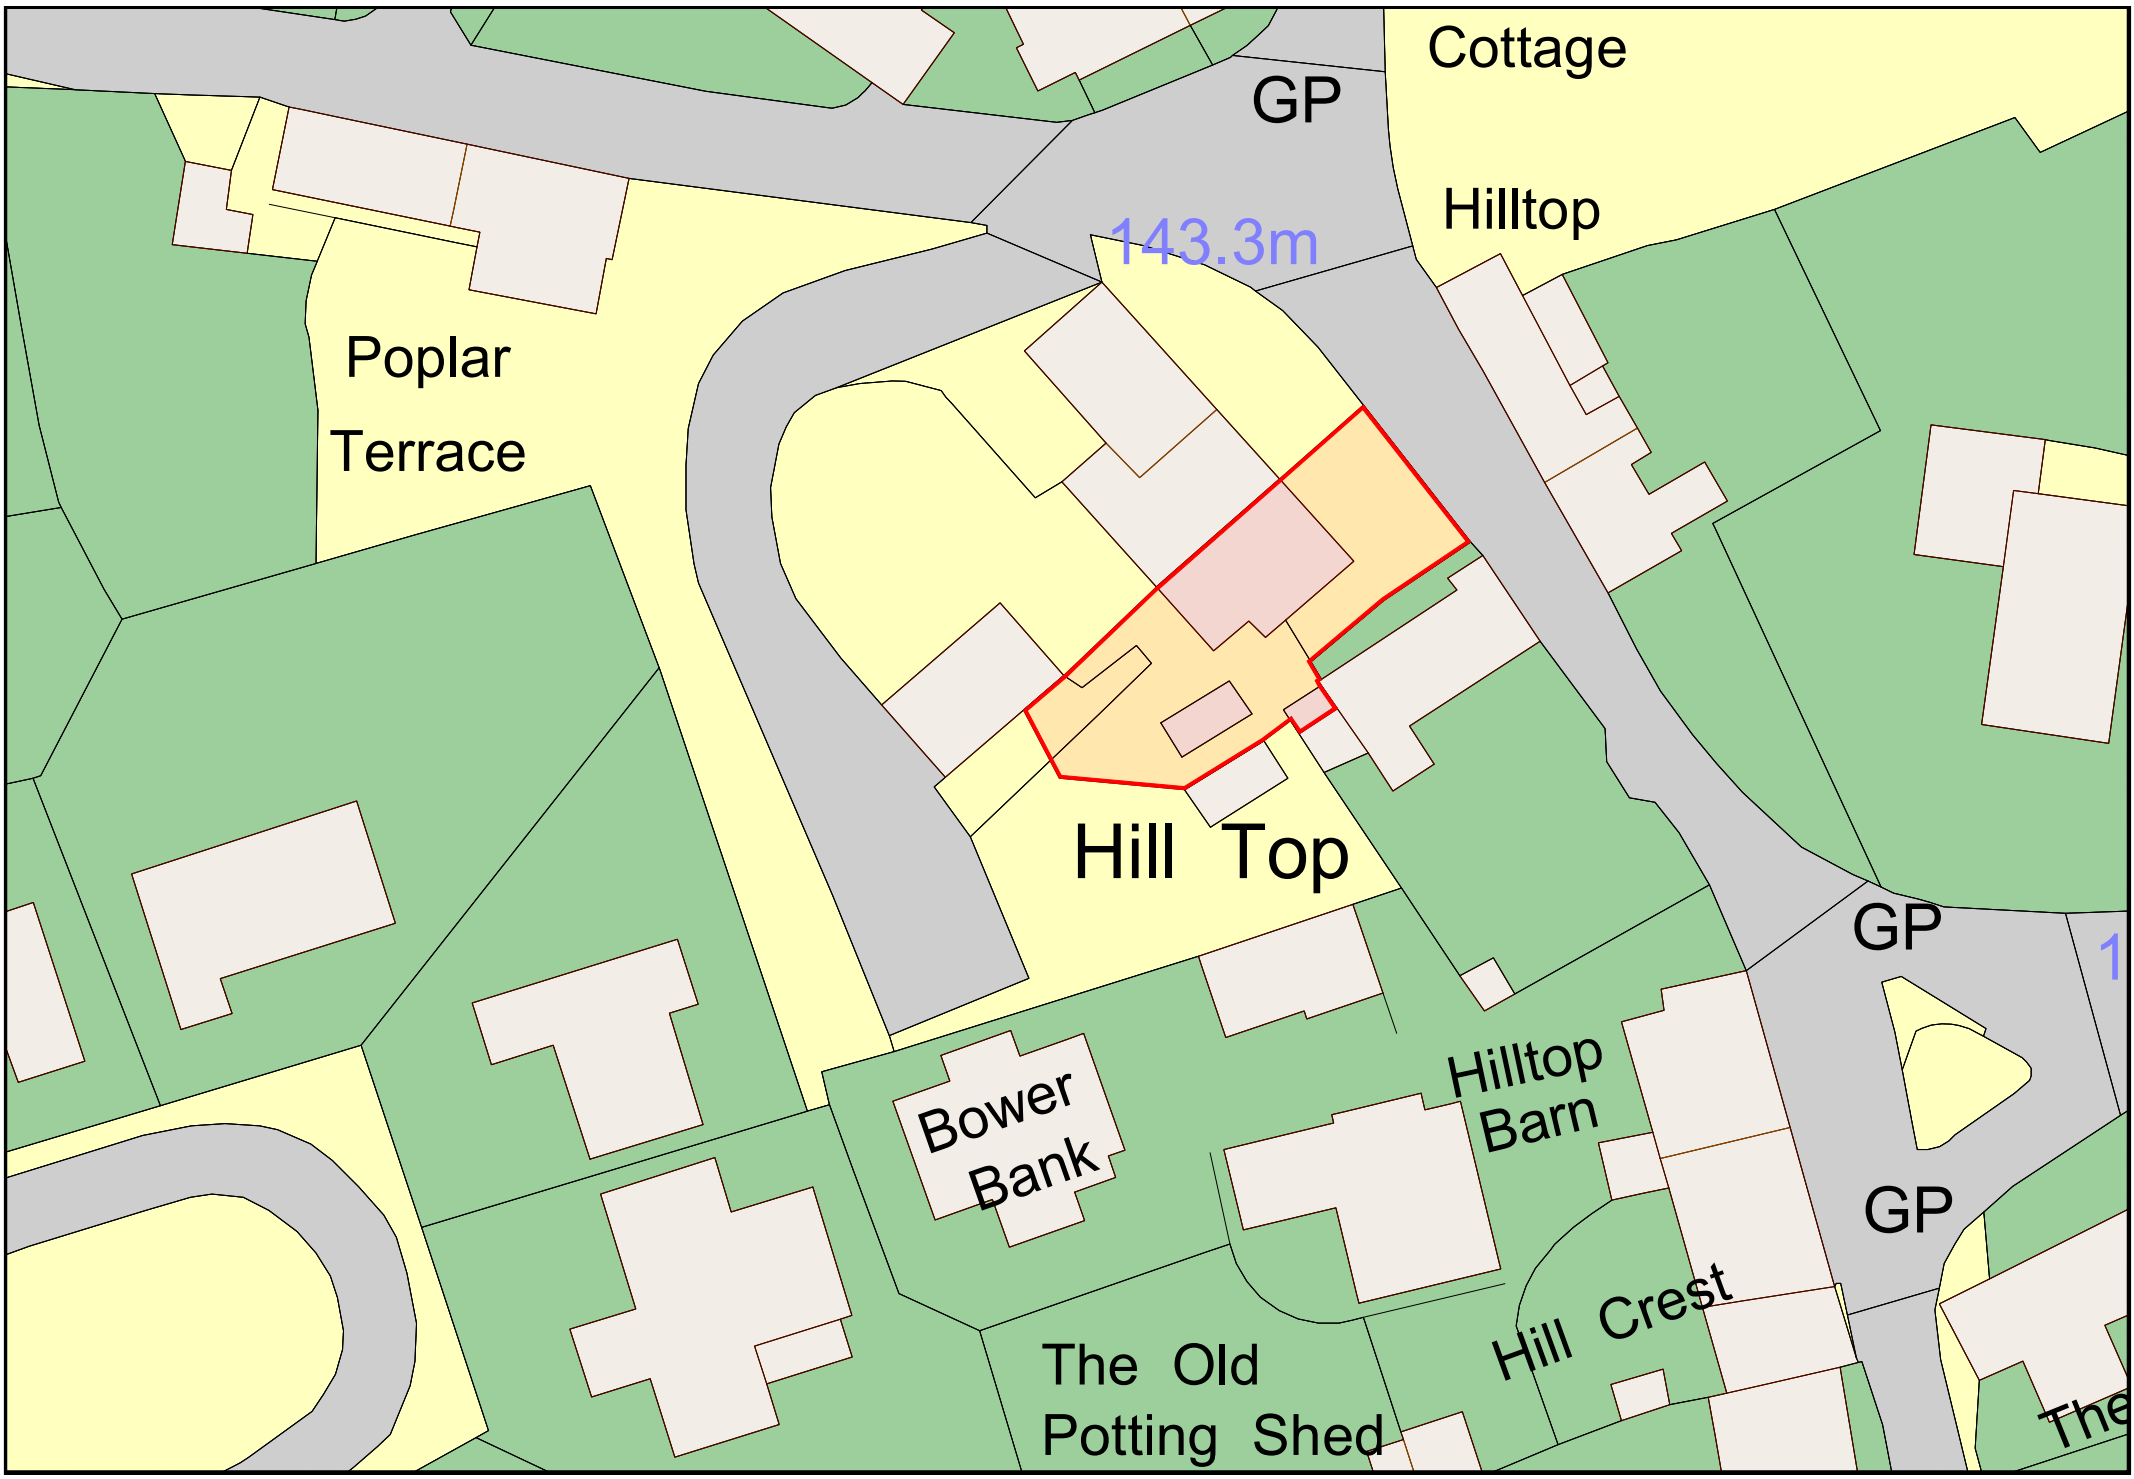 Cottage
GP
Hilltop
143.3m
Poplar
Terrace
Hill Top
GP
1
Hilltop
Barn
Bower
Bank
GP
Hill Crest
The Old
Potting Shed
The